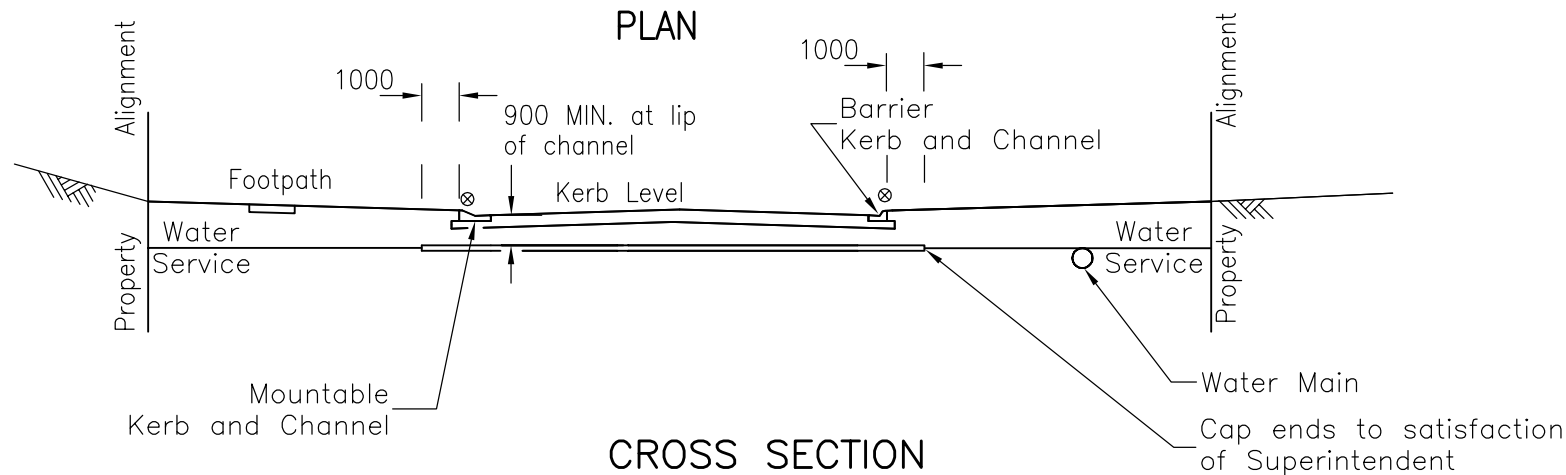 PLAN
Alignment
1000
1000
Alignment
900 MIN. at lip
of channel
Barrier
Kerb and Channel
Footpath
Kerb Level
Water
Service
Water
Service
Property
Property
Mountable
Kerb and Channel
Water Main
CROSS SECTION
Cap ends to satisfaction
of Superintendent